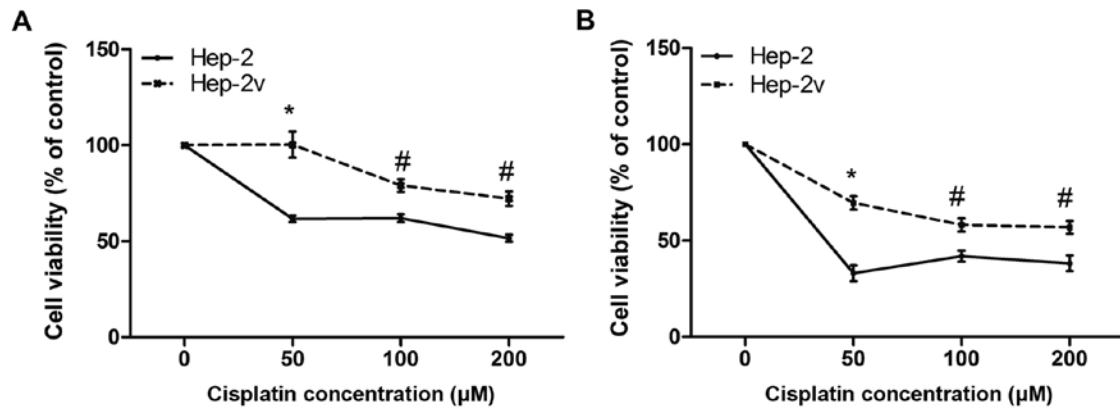 A
Cell viability (% of control)
150
100
50
0
Hep-2
Hep-2v
*
#
#
0 50 100 200
Cisplatin concentration (µM)
B
Cell viability (% of control)
150
100
50
0
Hep-2
Hep-2v
*
#
#
0 50 100 200
Cisplatin concentration (µM)